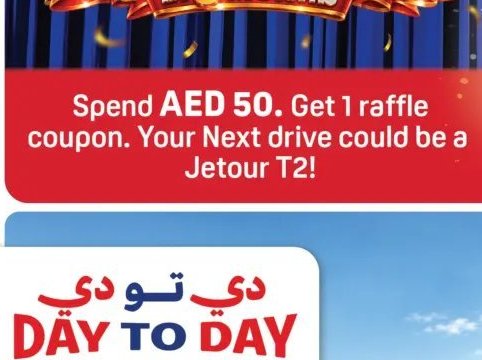 Spend AED 50. Get 1 raffle
coupon. Your Next drive could be a
Jetour T2!
دي تو دي
DAY TO DAY